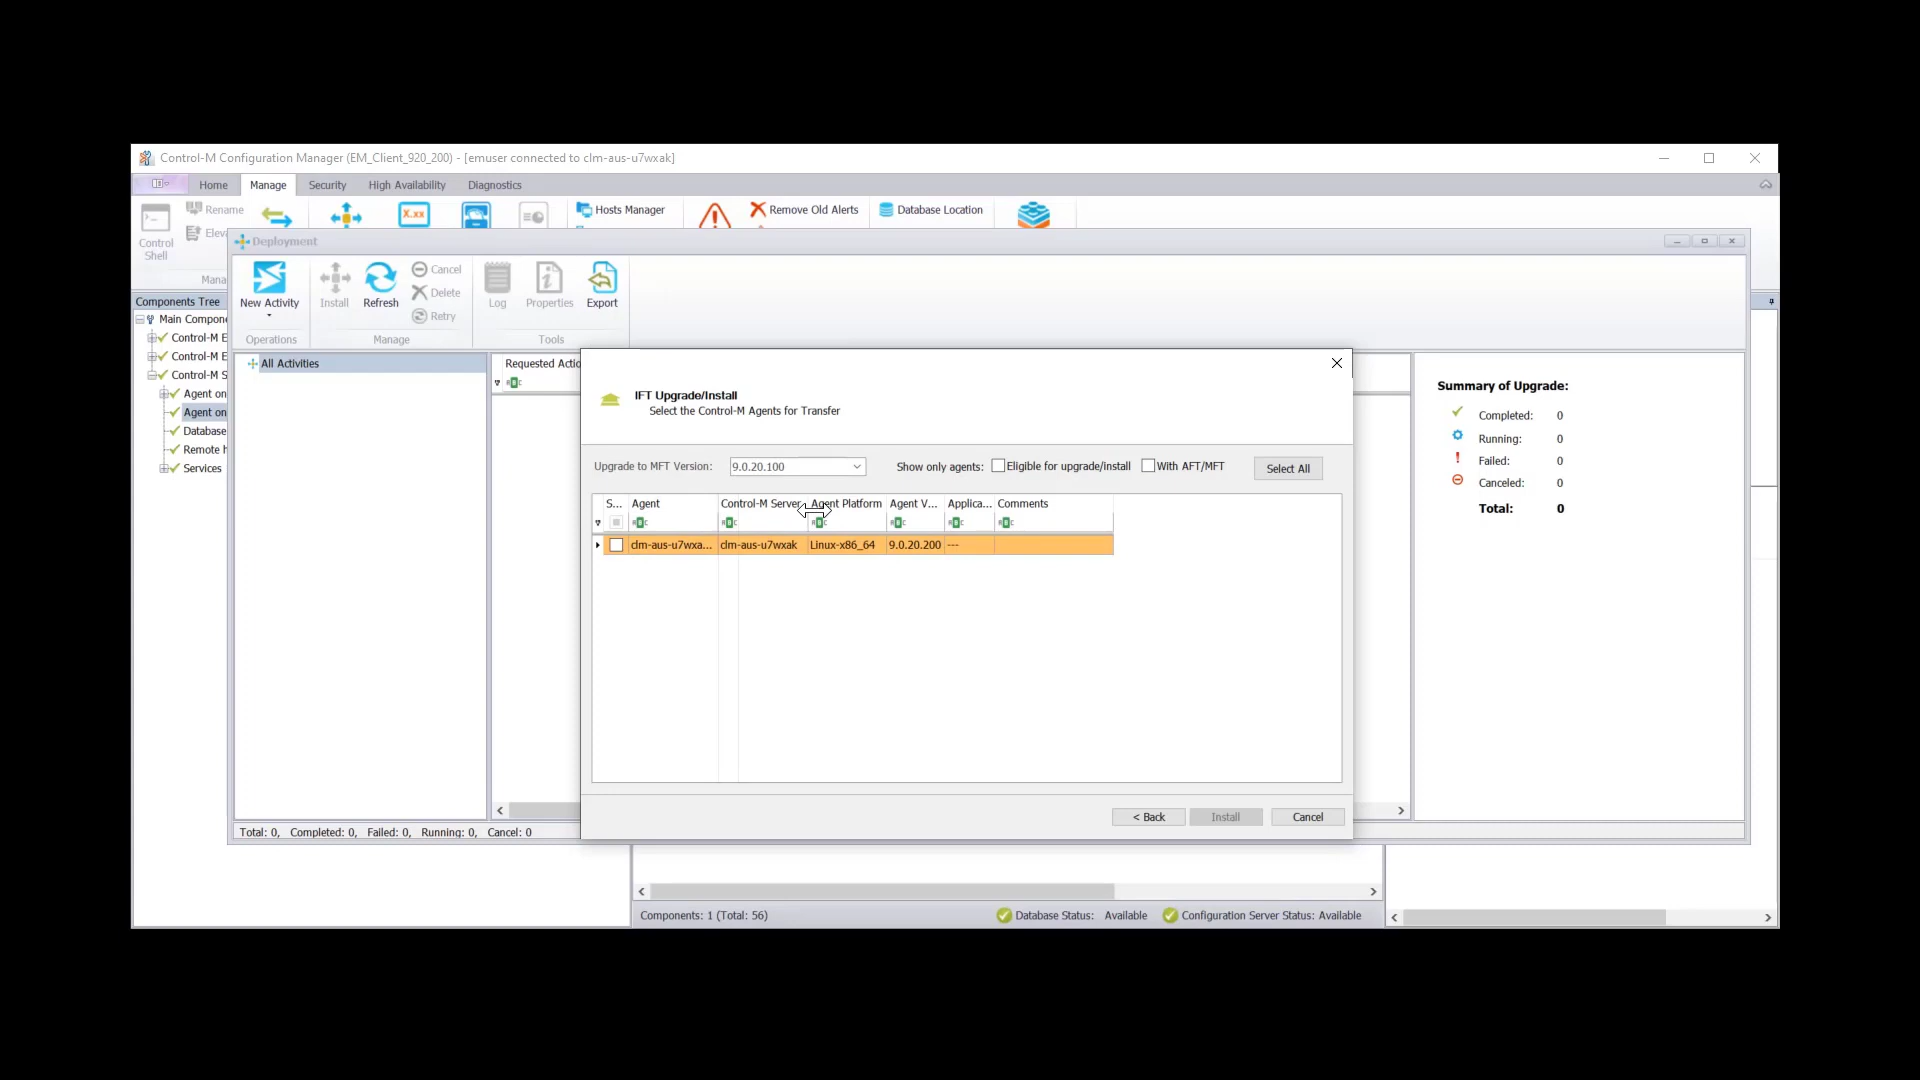 Control-M Configuration Manager (EM_Client_920_200) - [emuser connected to clm-aus-u7wxak]
Home Manage Security High Availability Diagnostics
Control Shell
Rename
Eleva
Mana
X.xx
Hosts Manager
Remove Old Alerts
Database Location
Deployment
New Activity
Install
Refresh
Cancel
Delete
Retry
Log
Properties
Export
Operations
Manage
Tools
Components Tree
Main Compone
Control-M E
Control-M E
Control-M S
Agent on
Agent on
Database
Remote h
Services
All Activities
Requested Actio
IFT Upgrade/Install
Select the Control-M Agents for Transfer
Upgrade to MFT Version: 9.0.20.100
Show only agents: Eligible for upgrade/install With AFT/MFT
Select All
S... Agent Control-M Server Agent Platform Agent V... Applica... Comments
clm-aus-u7wxa... clm-aus-u7wxak Linux-x86_64 9.0.20.200 ---
< Back Install Cancel
Summary of Upgrade:
Completed: 0
Running: 0
Failed: 0
Canceled: 0
Total: 0
Total: 0, Completed: 0, Failed: 0, Running: 0, Cancel: 0
Components: 1 (Total: 56)
Database Status: Available
Configuration Server Status: Available